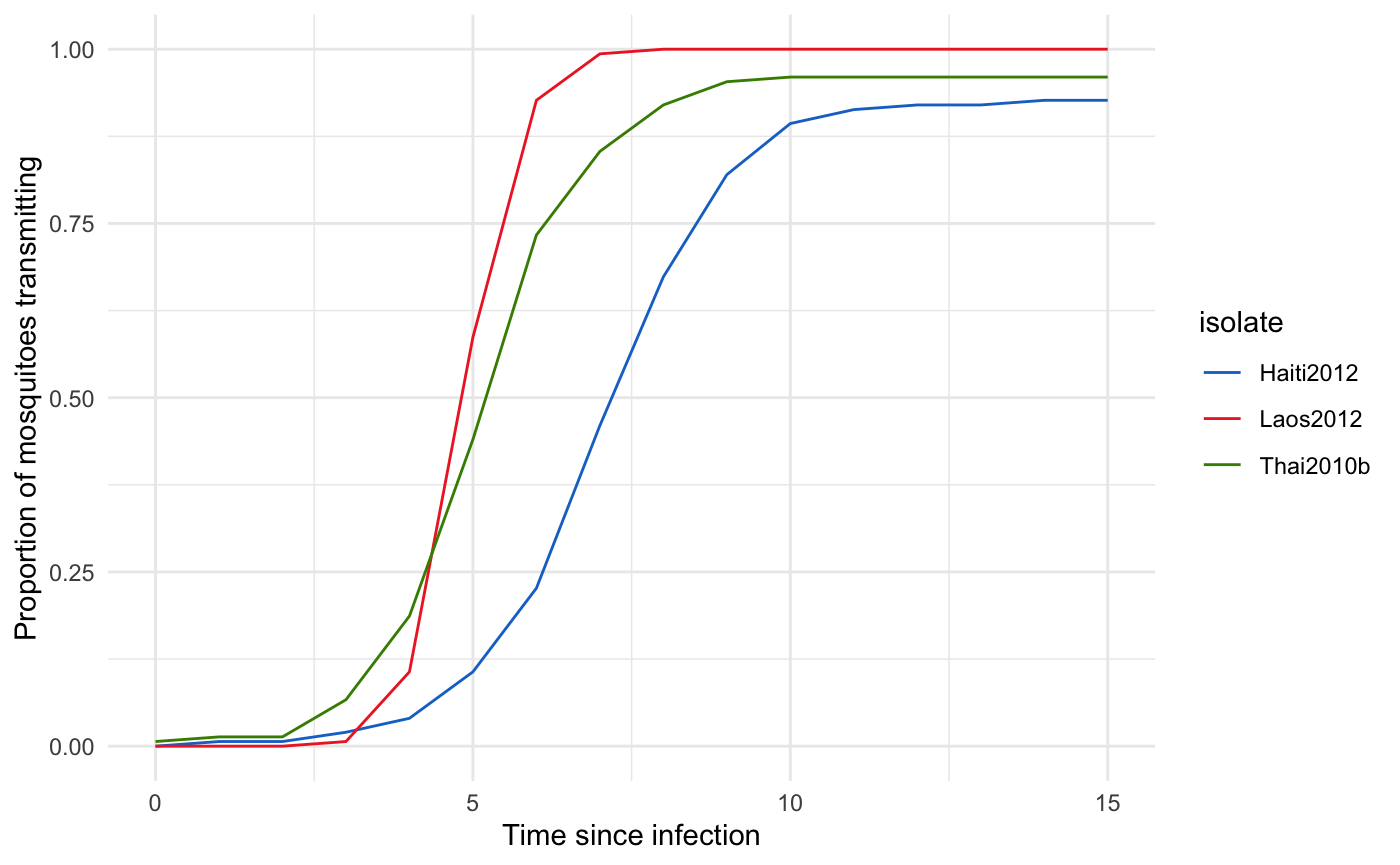 Proportion of mosquitoes transmitting
1.00
0.75
0.50
0.25
0.00
0 5 10 15
Time since infection
isolate
Haiti2012
Laos2012
Thai2010b